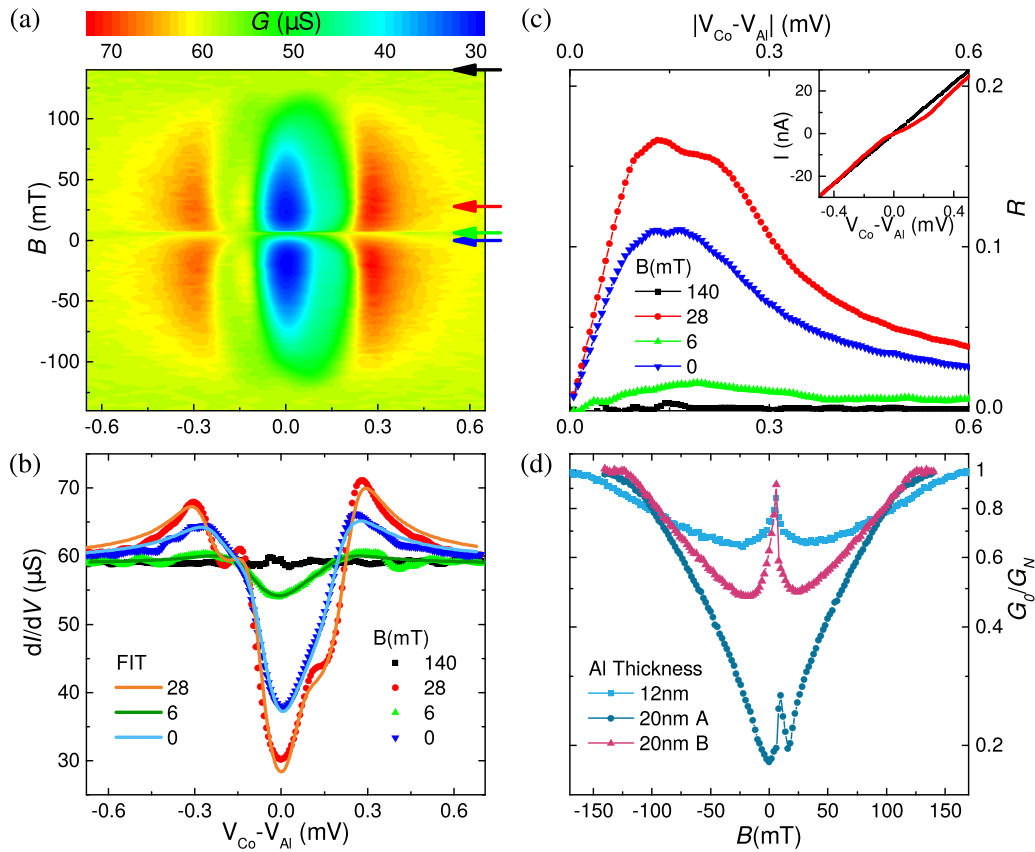 (a)
G (µS)
70 60 50 40 30
B (mT)
100
50
0
-50
-100
-0.6 -0.3 0.0 0.3 0.6
(b)
dI/dV (µS)
70
60
50
40
30
FIT
28
6
0
B(mT)
140
28
6
0
-0.6 -0.3 0.0 0.3 0.6
V_Co-V_Al (mV)
(c)
|V_Co-V_Al| (mV)
0.0 0.3 0.6
0.2
0.1
0.0
R
B(mT)
140
28
6
0
I (nA)
20
0
-20
-0.4 0.0 0.4
V_Co-V_Al (mV)
0.0 0.3 0.6
(d)
1
0.8
0.6
0.4
0.2
G_0/G_N
Al Thickness
12nm
20nm A
20nm B
-150 -100 -50 0 50 100 150
B(mT)